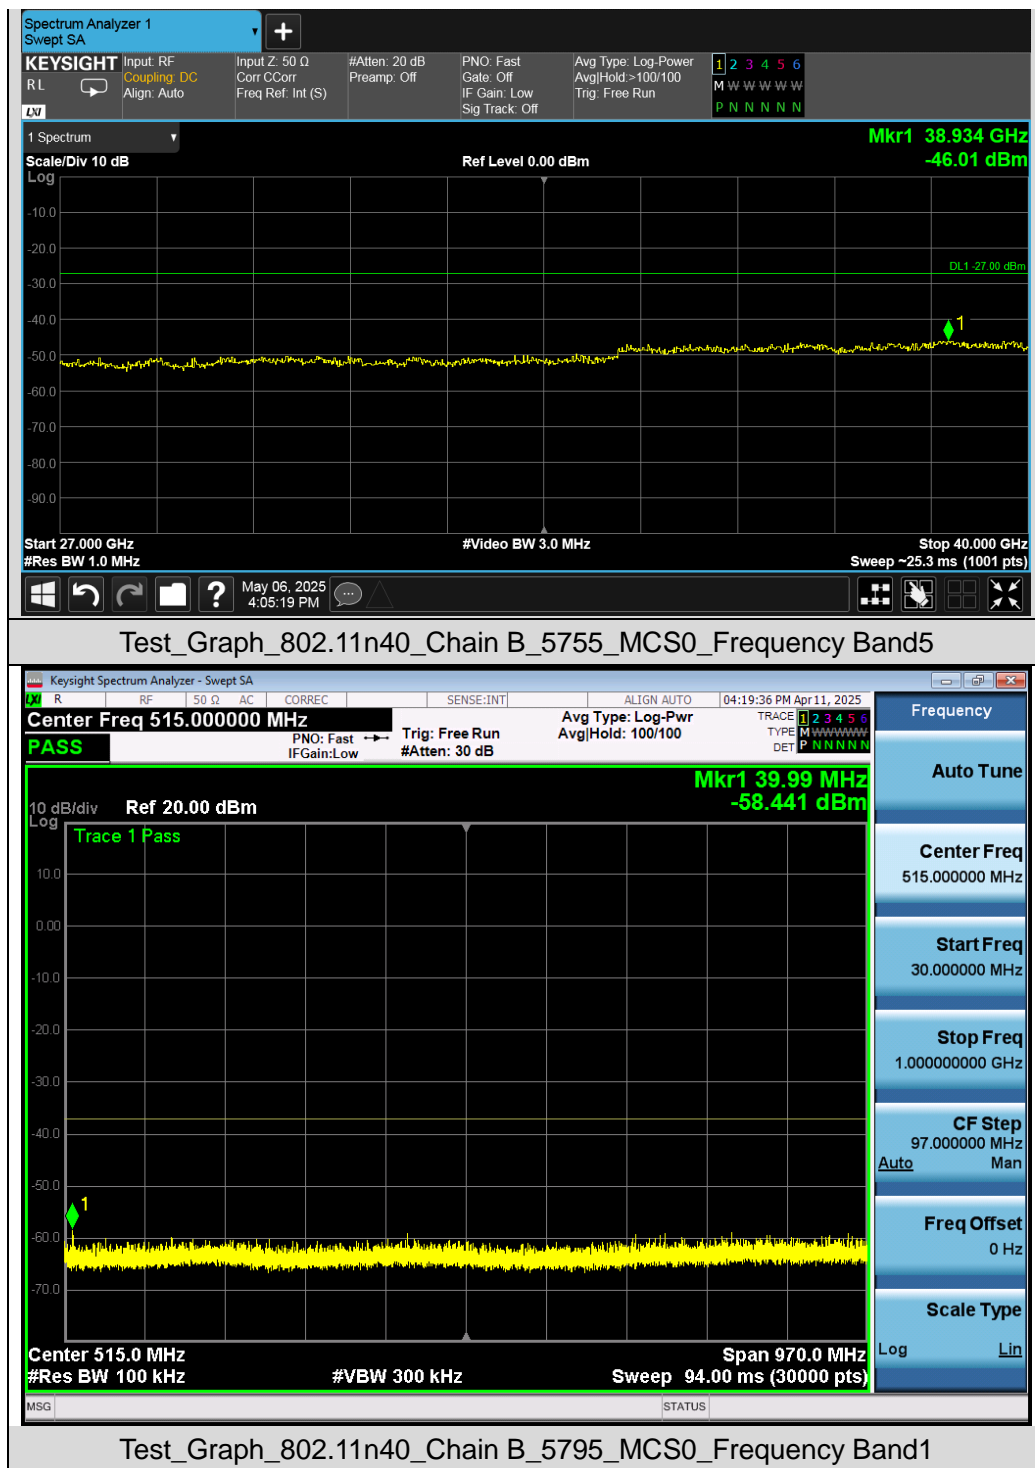 Spectrum Analyzer 1
Swept SA
KEYSIGHT
RL
LXI
Input: RF
Coupling: DC
Align: Auto
Input Z: 50 Ω
Corr CCorr
Freq Ref: Int (S)
#Atten: 20 dB
Preamp: Off
PNO: Fast
Gate: Off
IF Gain: Low
Sig Track: Off
Avg Type: Log-Power
Avg|Hold:>100/100
Trig: Free Run
1 2 3 4 5 6
M W W W W W
P N N N N N
1 Spectrum
Scale/Div 10 dB
Ref Level 0.00 dBm
Mkr1 38.934 GHz
-46.01 dBm
Log
-10.0
-20.0
DL1 -27.00 dBm
-30.0
-40.0
1
-50.0
-60.0
-70.0
-80.0
-90.0
Start 27.000 GHz
#Video BW 3.0 MHz
Stop 40.000 GHz
#Res BW 1.0 MHz
Sweep ~25.3 ms (1001 pts)
?
May 06, 2025
4:05:19 PM
Test_Graph_802.11n40_Chain B_5755_MCS0_Frequency Band5
Keysight Spectrum Analyzer - Swept SA
LXI R RF 50 Ω AC CORREC SENSE:INT ALIGN AUTO 04:19:36 PM Apr 11, 2025
Center Freq 515.000000 MHz
PASS
PNO: Fast
IFGain:Low
Trig: Free Run
#Atten: 30 dB
Avg Type: Log-Pwr
Avg|Hold: 100/100
TRACE 1 2 3 4 5 6
TYPE M W W W W W
DET P N N N N N
Mkr1 39.99 MHz
-58.441 dBm
10 dB/div
Ref 20.00 dBm
Log
Trace 1 Pass
10.0
0.00
-10.0
-20.0
-30.0
-40.0
-50.0
1
-60.0
-70.0
Center 515.0 MHz
Span 970.0 MHz
#Res BW 100 kHz
#VBW 300 kHz
Sweep 94.00 ms (30000 pts)
MSG
STATUS
Frequency
Auto Tune
Center Freq
515.000000 MHz
Start Freq
30.000000 MHz
Stop Freq
1.000000000 GHz
CF Step
97.000000 MHz
Auto Man
Freq Offset
0 Hz
Scale Type
Log Lin
Test_Graph_802.11n40_Chain B_5795_MCS0_Frequency Band1